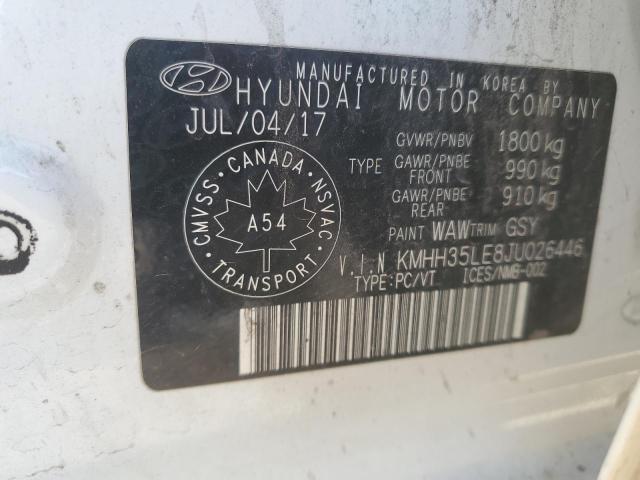 MANUFACTURED IN KOREA BY
HYUNDAI MOTOR COMPANY
JUL/04/17
GVWR/PNBV 1800 kg
TYPE GAWR/PNBE FRONT 990 kg
GAWR/PNBE REAR 910 kg
PAINT WAW TRIM GSY
CMVSS · CANADA · NSVAC
A54
· TRANSPORT ·
V I N KMHH35LE8JU026446
TYPE:PC/VT ICES/NMB-002